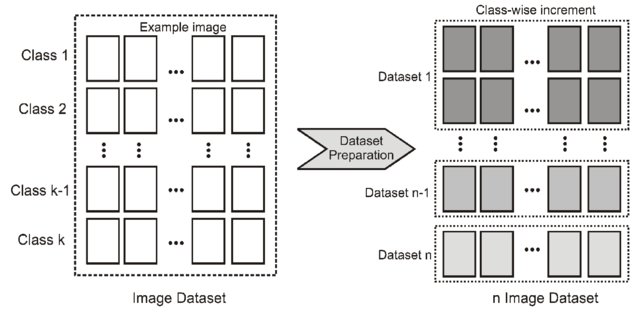 Example image
Class 1
Class 2
Class k-1
Class k
Image Dataset
Dataset
Preparation
Class-wise increment
Dataset 1
Dataset n-1
Dataset n
n Image Dataset